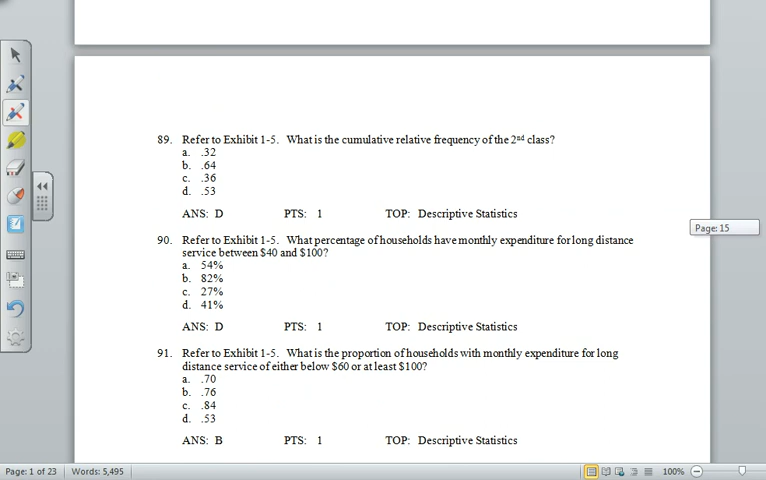 89. Refer to Exhibit 1-5. What is the cumulative relative frequency of the 2nd class?
a. .32
b. .64
c. .36
d. .53
ANS: D PTS: 1 TOP: Descriptive Statistics
Page: 15
90. Refer to Exhibit 1-5. What percentage of households have monthly expenditure for long distance
service between $40 and $100?
a. 54%
b. 82%
c. 27%
d. 41%
ANS: D PTS: 1 TOP: Descriptive Statistics
91. Refer to Exhibit 1-5. What is the proportion of households with monthly expenditure for long
distance service of either below $60 or at least $100?
a. .70
b. .76
c. .84
d. .53
ANS: B PTS: 1 TOP: Descriptive Statistics
Page: 1 of 23 Words: 5,495 100%